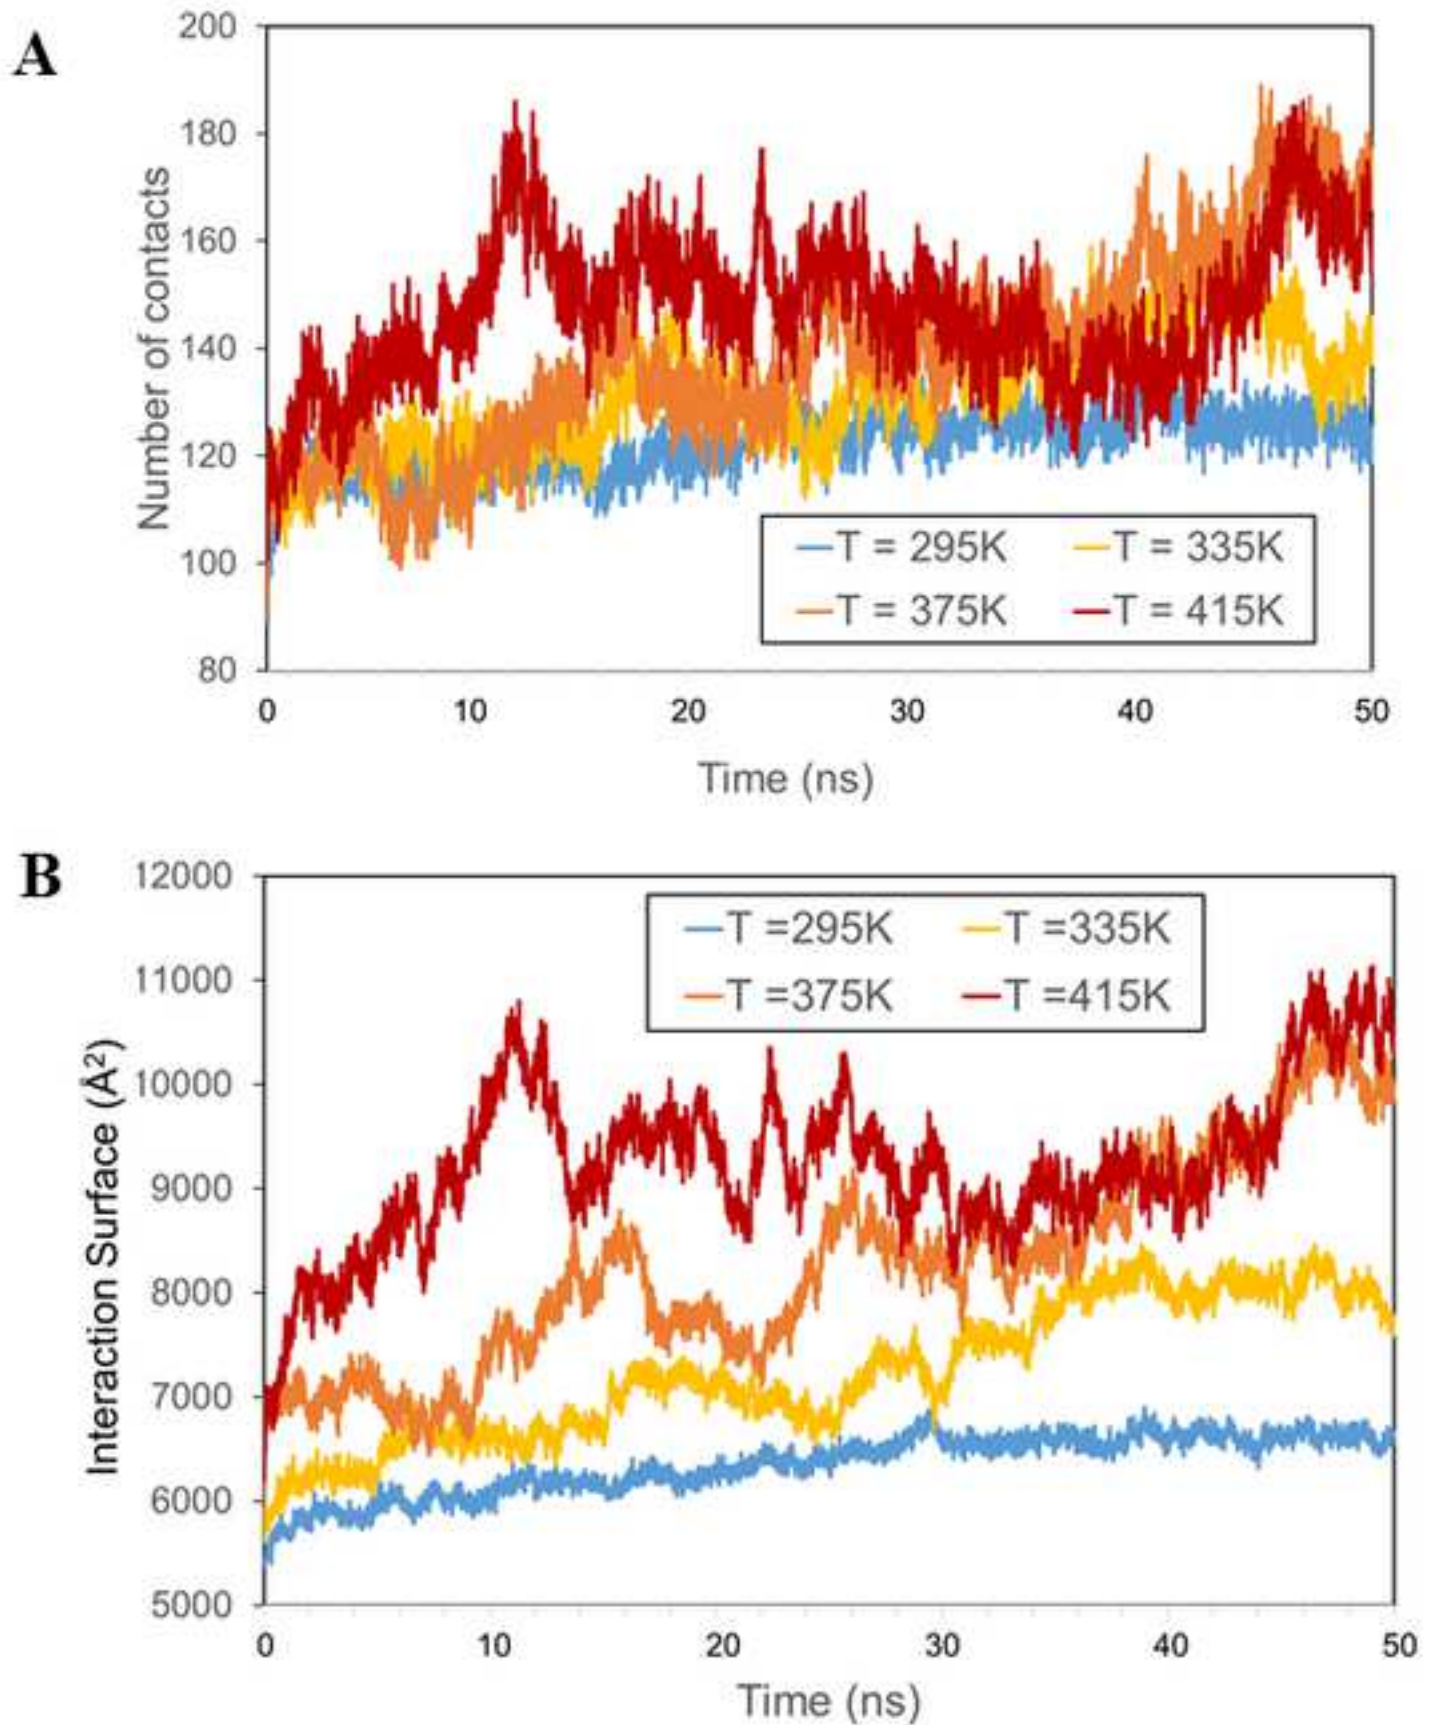 A
200
180
160
140
120
100
80
Number of contacts
T = 295K
T = 335K
T = 375K
T = 415K
0 10 20 30 40 50
Time (ns)
B
12000
11000
10000
9000
8000
7000
6000
5000
Interaction Surface (Å²)
T =295K
T =335K
T =375K
T =415K
0 10 20 30 40 50
Time (ns)